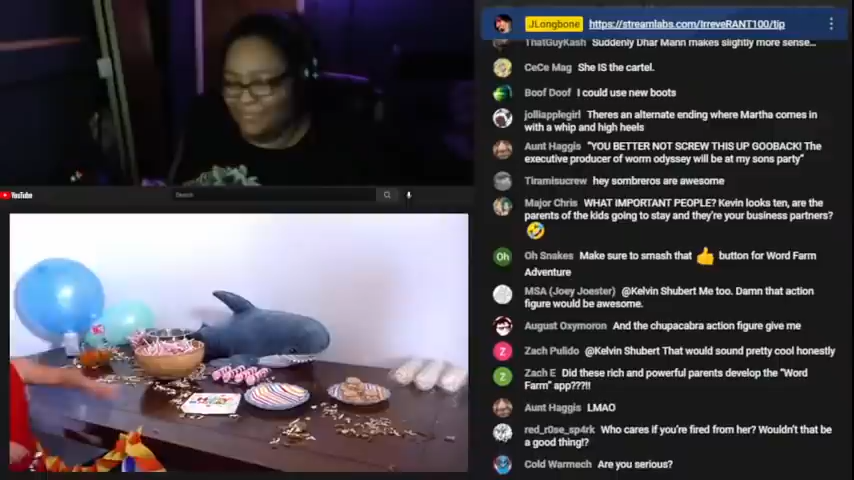 JLongbone https://streamlabs.com/IrreveRANT100/tip
ThatGuyKash Suddenly Dhar Mann makes slightly more sense...
CeCe Mag She IS the cartel.
Boof Doof I could use new boots
jolliapplegirl Theres an alternate ending where Martha comes in
with a whip and high heels
Aunt Haggis "YOU BETTER NOT SCREW THIS UP GOOBACK! The
executive producer of worm odyssey will be at my sons party"
Tiramisucrew hey sombreros are awesome
Major Chris WHAT IMPORTANT PEOPLE? Kevin looks ten, are the
parents of the kids going to stay and they're your business partners?
Oh Snakes Make sure to smash that 👍 button for Word Farm
Adventure
MSA (Joey Joester) @Kelvin Shubert Me too. Damn that action
figure would be awesome.
August Oxymoron And the chupacabra action figure give me
Zach Pulido @Kelvin Shubert That would sound pretty cool honestly
Zach E Did these rich and powerful parents develop the "Word
Farm" app???!!
Aunt Haggis LMAO
red_r0se_sp4rk Who cares if you're fired from her? Wouldn't that be
a good thing!?
Cold Warmech Are you serious?
YouTube
Search